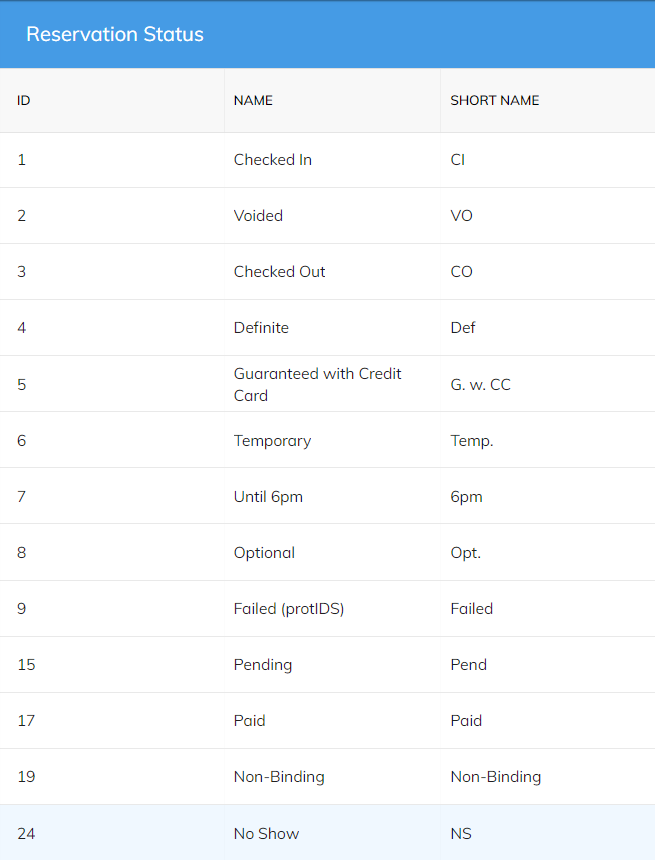 Reservation Status
ID NAME SHORT NAME
1 Checked In CI
2 Voided VO
3 Checked Out CO
4 Definite Def
5 Guaranteed with Credit Card G. w. CC
6 Temporary Temp.
7 Until 6pm 6pm
8 Optional Opt.
9 Failed (protIDS) Failed
15 Pending Pend
17 Paid Paid
19 Non-Binding Non-Binding
24 No Show NS